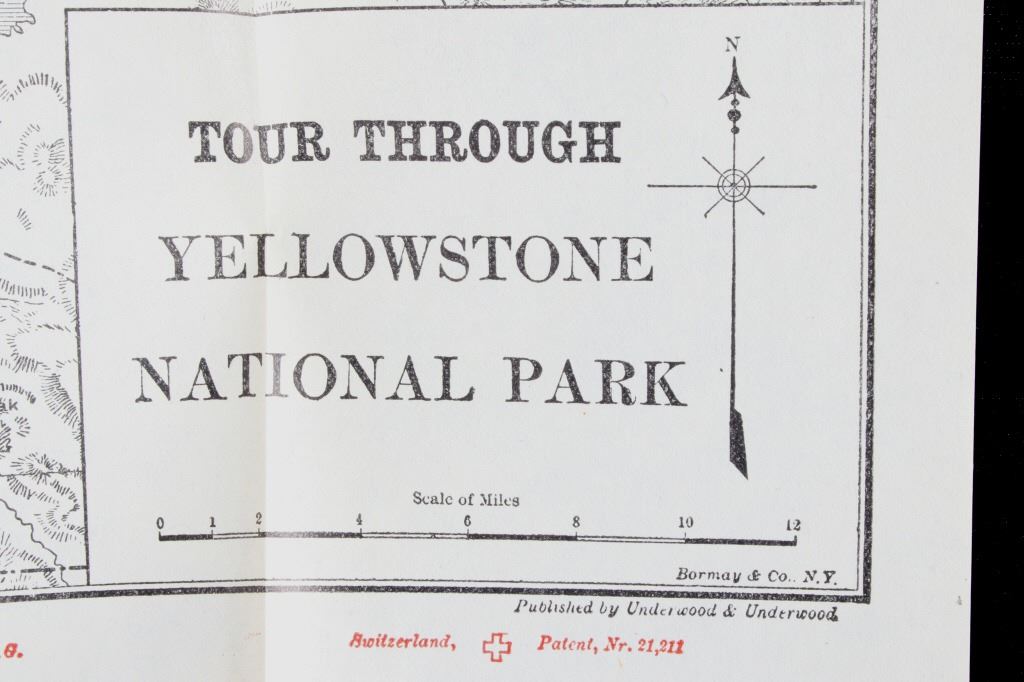 N
TOUR THROUGH
YELLOWSTONE
NATIONAL PARK
Scale of Miles
0 1 2 4 6 8 10 12
Bormay & Co., N.Y.
Published by Underwood & Underwood.
Switzerland, Patent, Nr. 21,211